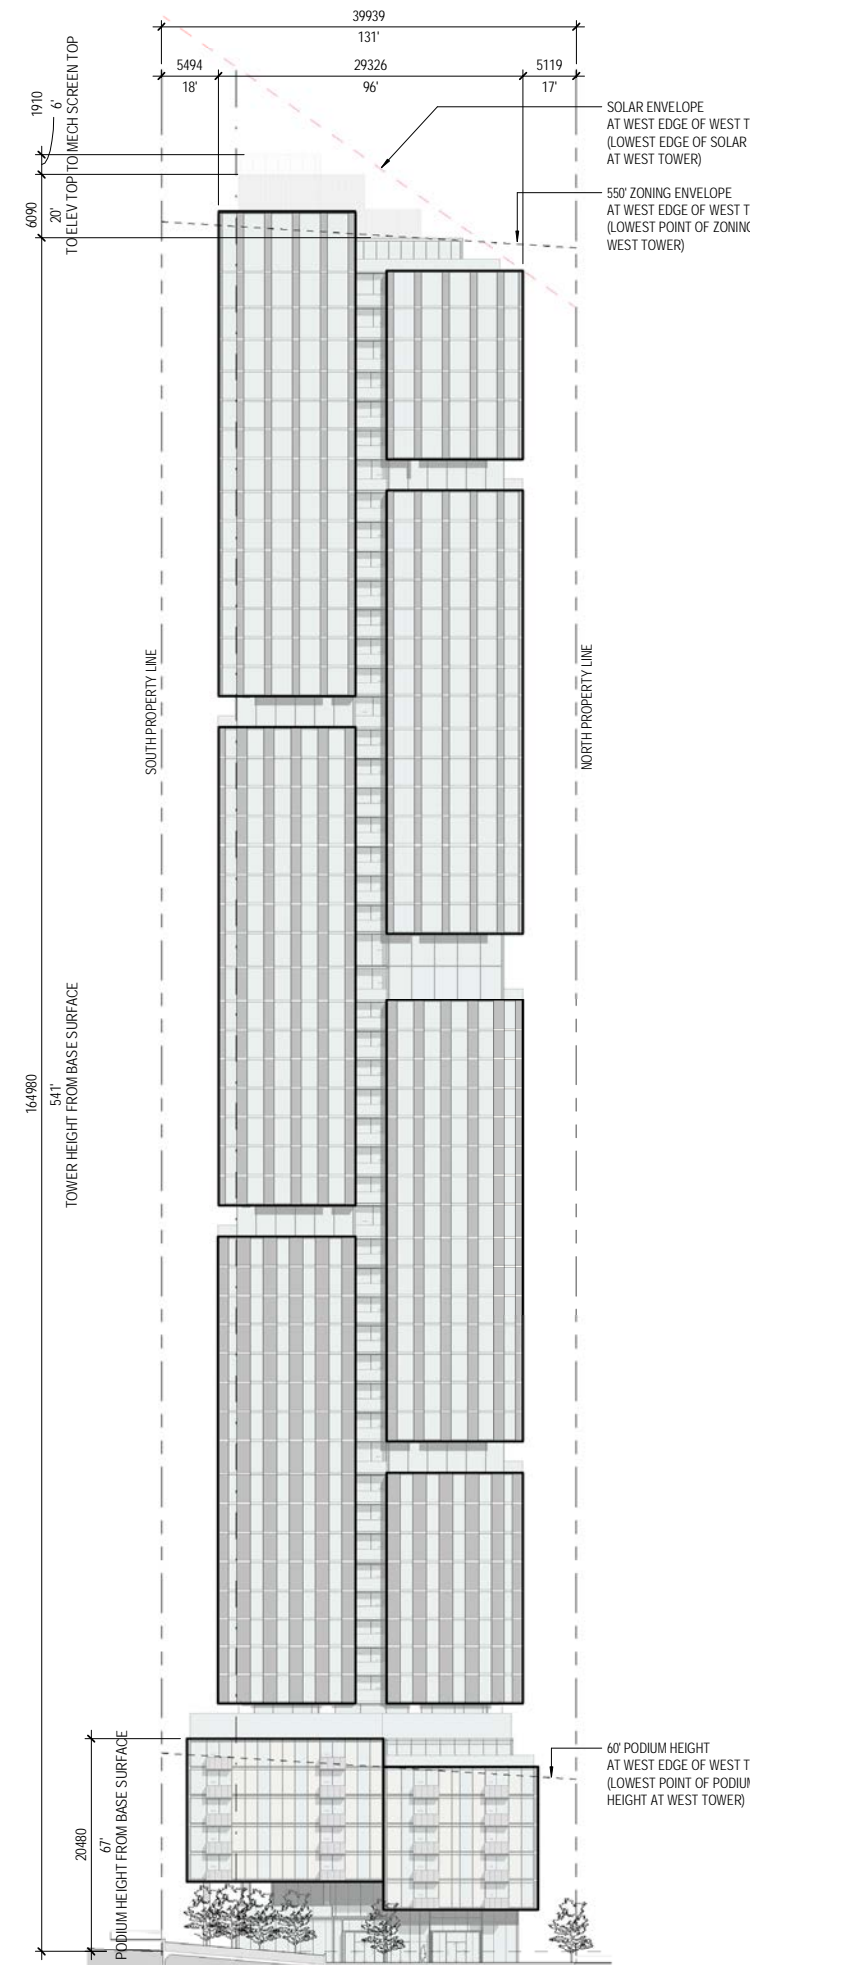 39939
131'
5494
29326
5119
18'
96'
17'
1910
6'
TO MECH SCREEN TOP
6090
20'
TO ELEV TOP
SOLAR ENVELOPE
AT WEST EDGE OF WEST T
(LOWEST EDGE OF SOLAR
AT WEST TOWER)
550' ZONING ENVELOPE
AT WEST EDGE OF WEST T
(LOWEST POINT OF ZONING
WEST TOWER)
SOUTH PROPERTY LINE
NORTH PROPERTY LINE
164980
541'
TOWER HEIGHT FROM BASE SURFACE
60' PODIUM HEIGHT
AT WEST EDGE OF WEST T
(LOWEST POINT OF PODIUM
HEIGHT AT WEST TOWER)
20480
67'
PODIUM HEIGHT FROM BASE SURFACE